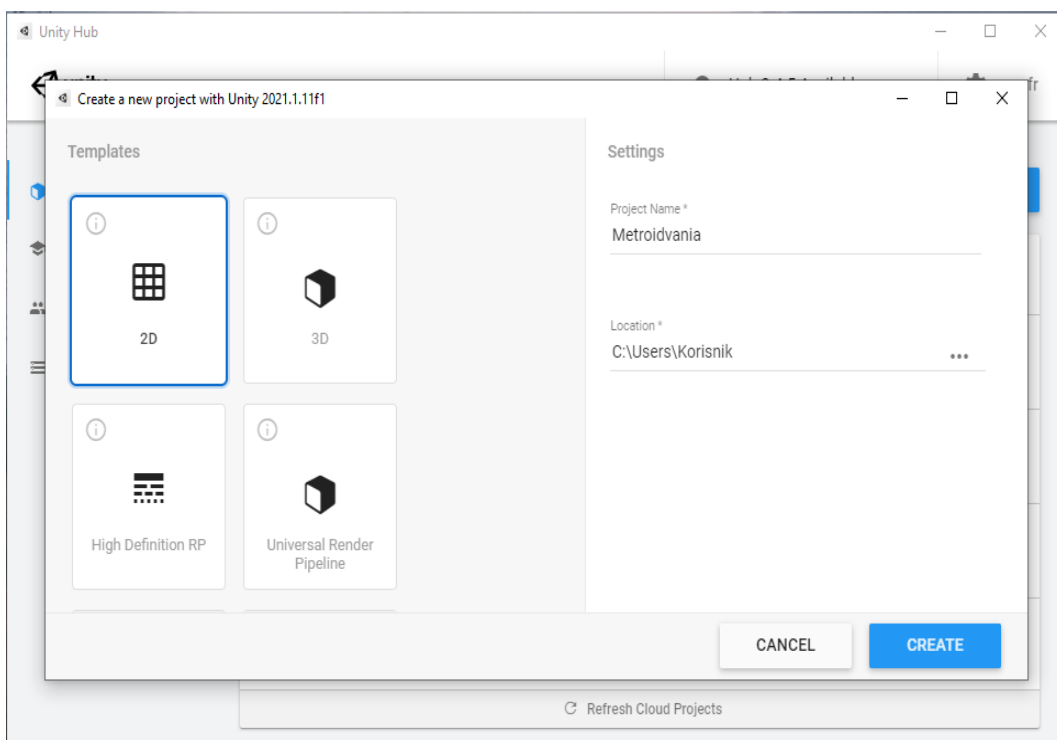 Unity Hub
Create a new project with Unity 2021.1.11f1
Templates
Settings
2D
3D
High Definition RP
Universal Render
Pipeline
Project Name *
Metroidvania
Location *
C:\Users\Korisnik
...
CANCEL
CREATE
Refresh Cloud Projects